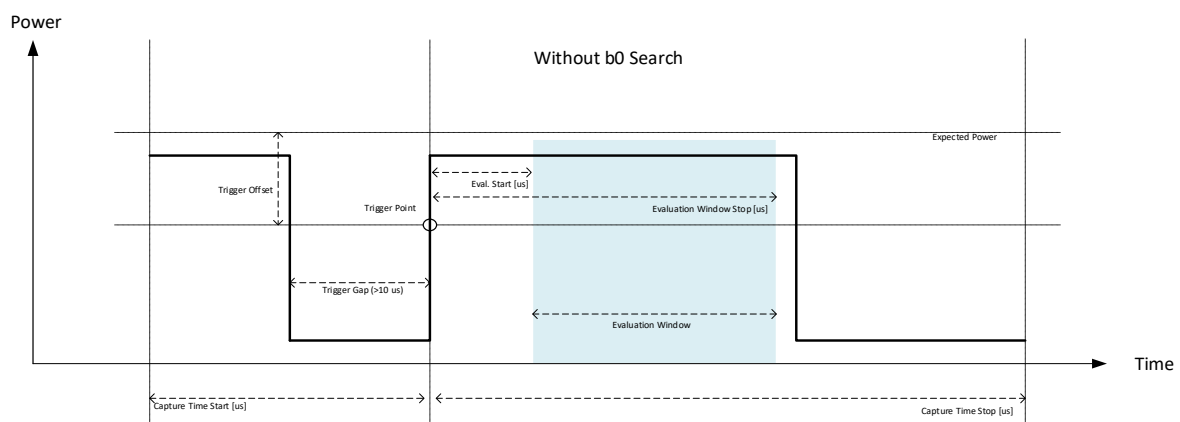 Power
Without b0 Search
Expected Power
Eval. Start [us]
Trigger Offset
Trigger Point
Evaluation Window Stop [us]
Trigger Gap (>10 us)
Evaluation Window
Time
Capture Time Start [us]
Capture Time Stop [us]